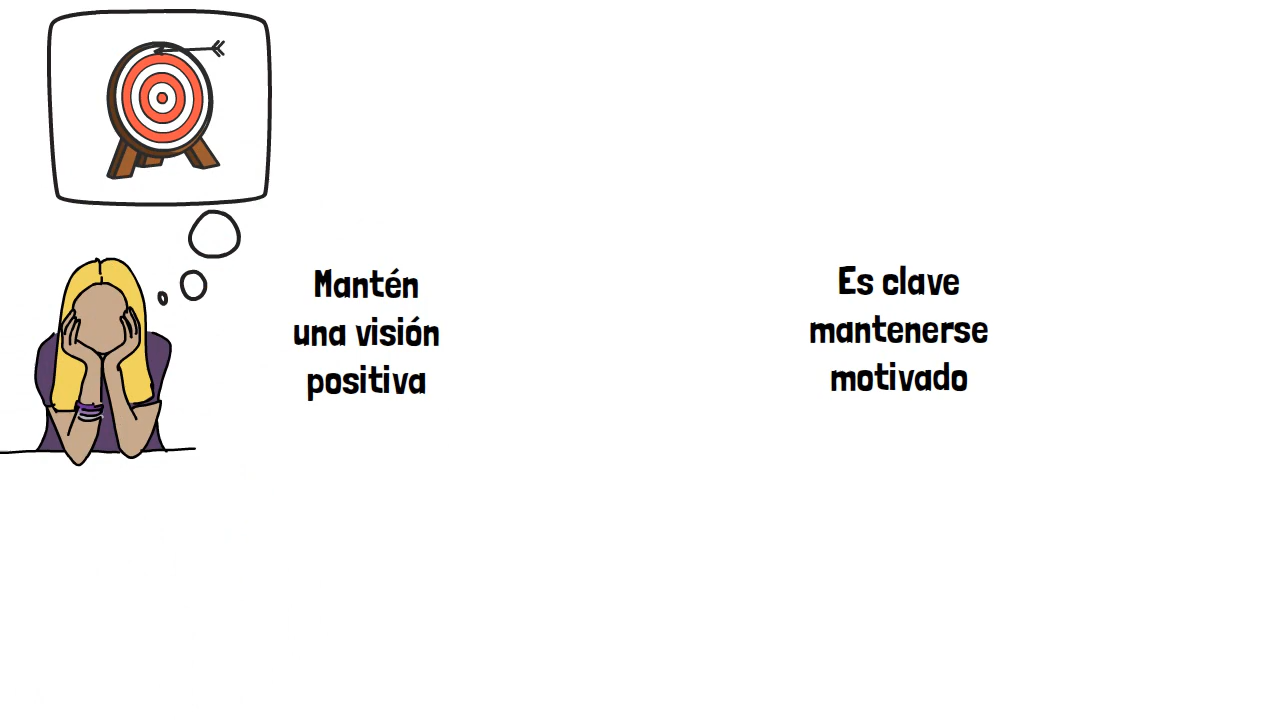 Mantén
una visión
positiva
Es clave
mantenerse
motivado